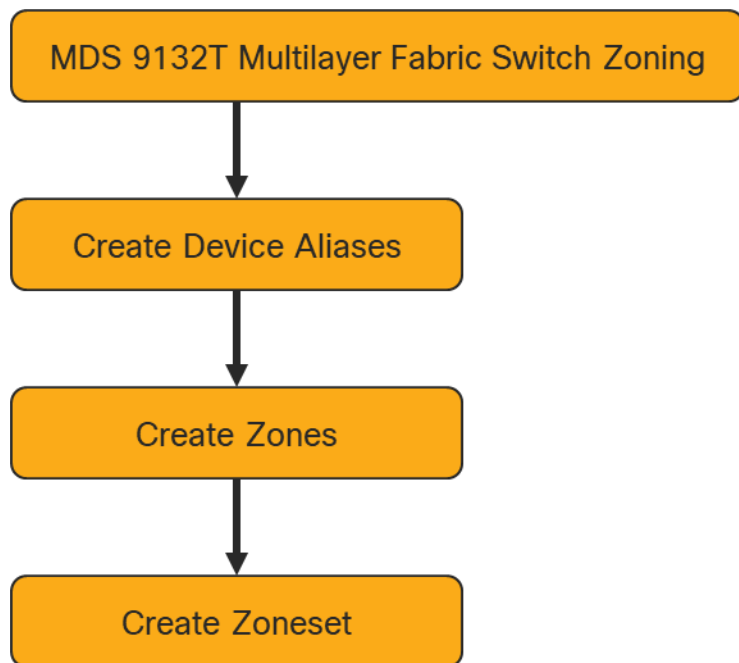 MDS 9132T Multilayer Fabric Switch Zoning
Create Device Aliases
Create Zones
Create Zoneset